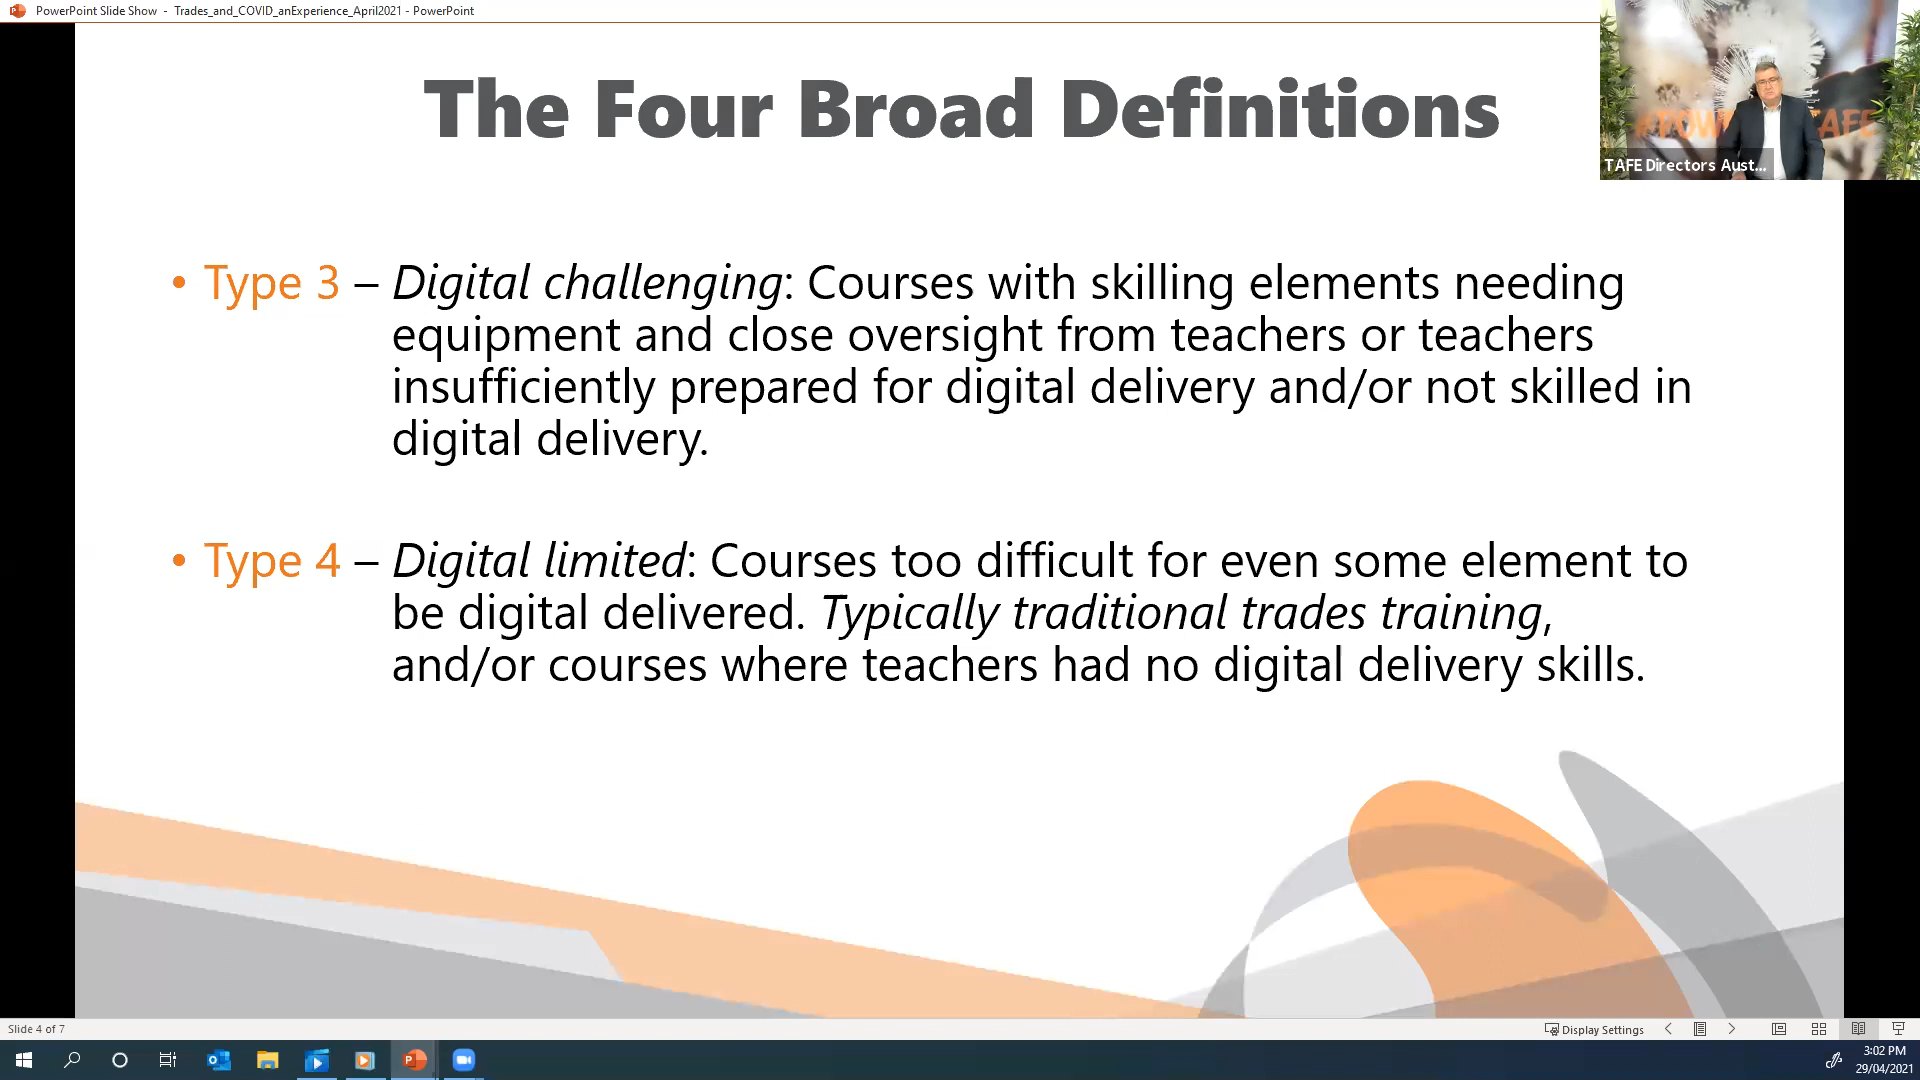 PowerPoint Slide Show - Trades_and_COVID_anExperience_April2021 - PowerPoint
The Four Broad Definitions
TAFE Directors Aust...
• Type 3 – Digital challenging: Courses with skilling elements needing
equipment and close oversight from teachers or teachers
insufficiently prepared for digital delivery and/or not skilled in
digital delivery.
• Type 4 – Digital limited: Courses too difficult for even some element to
be digital delivered. Typically traditional trades training,
and/or courses where teachers had no digital delivery skills.
Slide 4 of 7
Display Settings
3:02 PM
29/04/2021